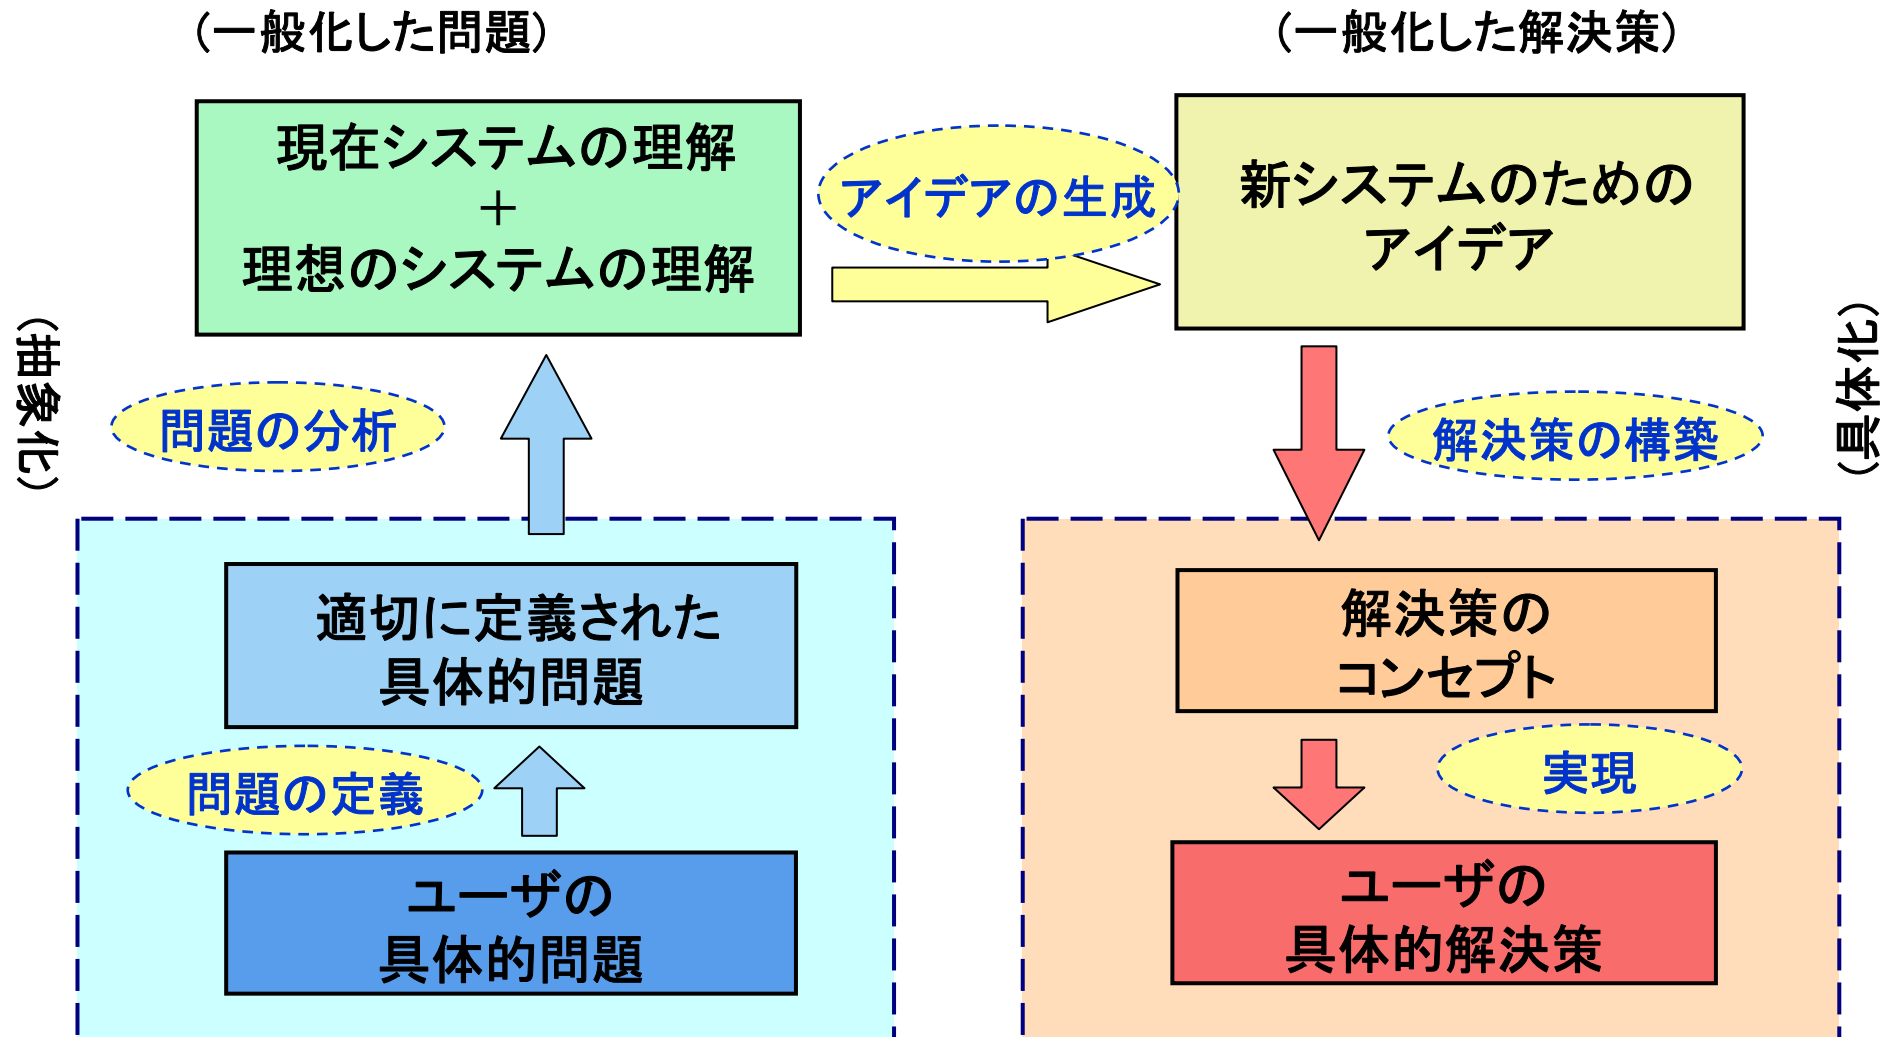 （一般化した問題）
（一般化した解決策）
現在システムの理解
＋
理想のシステムの理解
アイデアの生成
新システムのための
アイデア
（抽象化）
（具体化）
問題の分析
解決策の構築
適切に定義された
具体的問題
解決策の
コンセプト
問題の定義
実現
ユーザの
具体的問題
ユーザの
具体的解決策